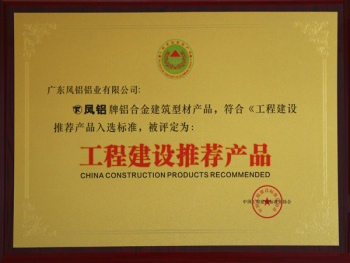 广东凤铝铝业有限公司:
凤铝牌铝合金建筑型材产品，符合《工程建设
推荐产品入选标准，被评定为:
工程建设推荐产品
CHINA CONSTRUCTION PRODUCTS RECOMMENDED